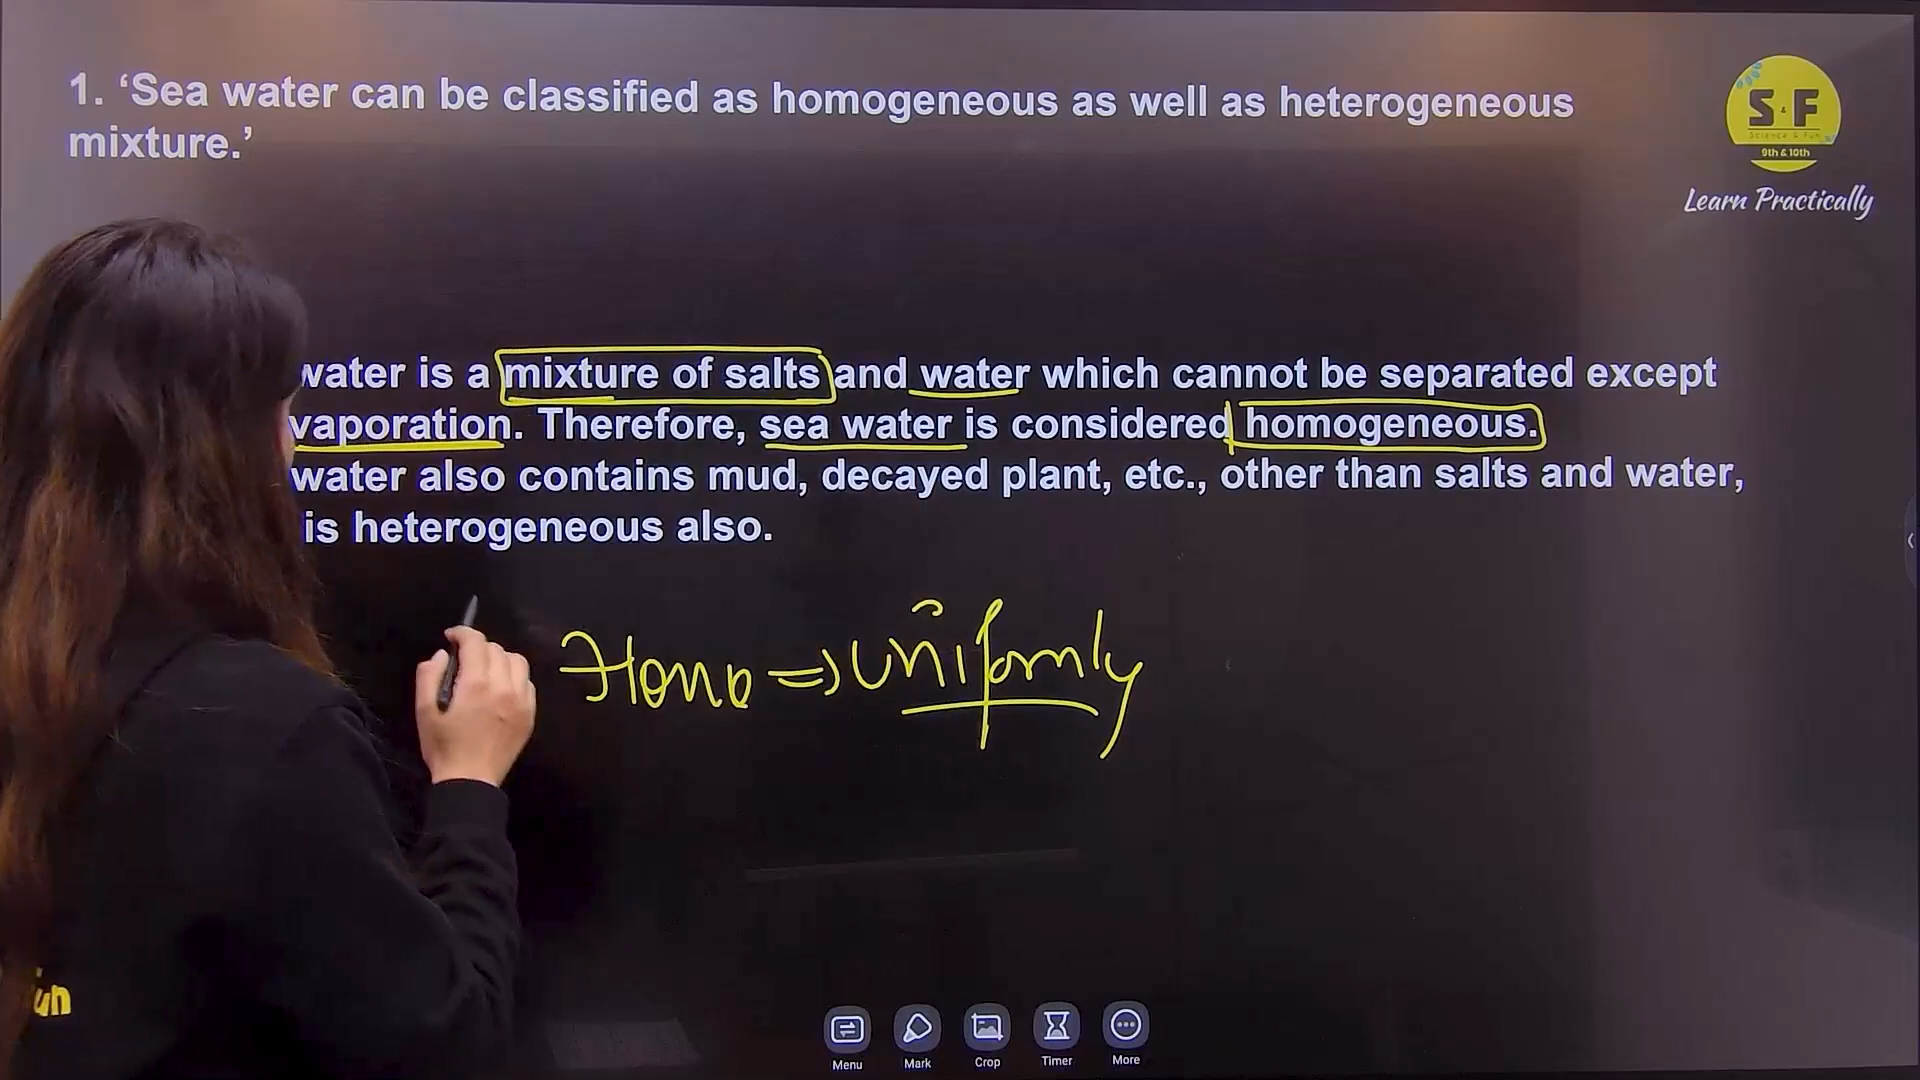 1. ‘Sea water can be classified as homogeneous as well as heterogeneous
mixture.’
S&F
Science & Fun
9th & 10th
Learn Practically
water is a mixture of salts and water which cannot be separated except
vaporation. Therefore, sea water is considered homogeneous.
water also contains mud, decayed plant, etc., other than salts and water,
is heterogeneous also.
Homo ⇒ uniformly
un
Menu Mark Crop Timer More